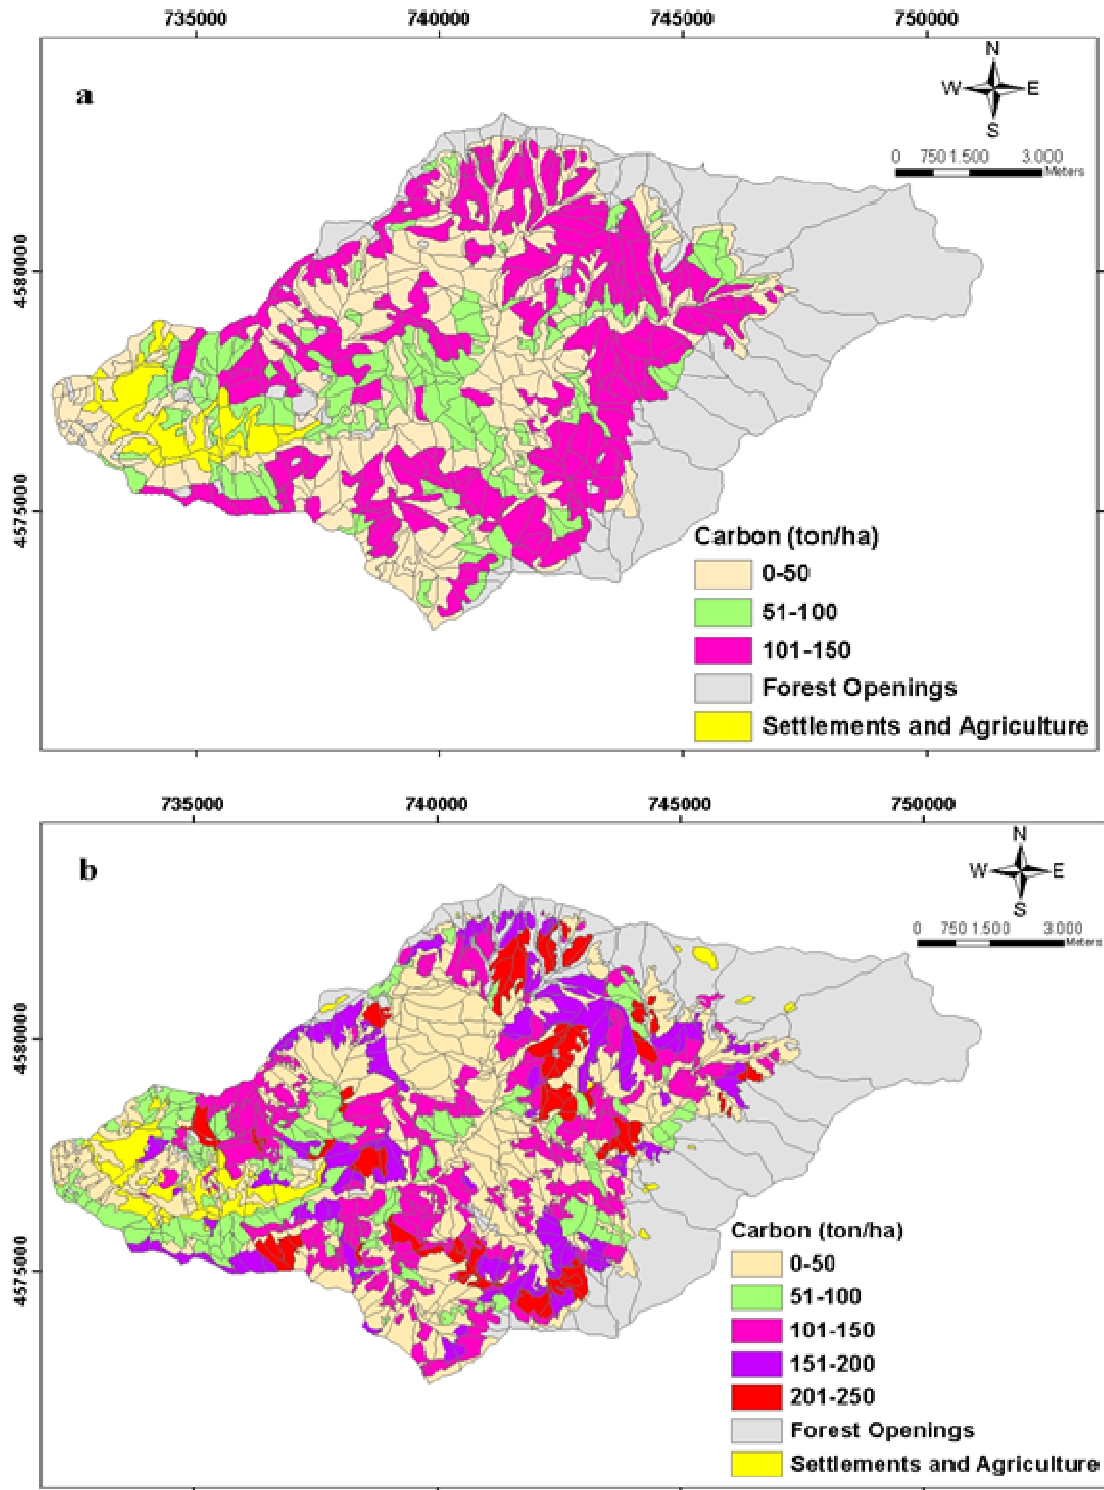 735000 740000 745000 750000
a
N
W E
S
0 750 1.500 3.000
Meters
4580000
4575000
Carbon (ton/ha)
0-50
51-100
101-150
Forest Openings
Settlements and Agriculture
735000 740000 745000 750000
b
N
W E
S
0 750 1.500 3.000
Meters
4580000
4575000
Carbon (ton/ha)
0-50
51-100
101-150
151-200
201-250
Forest Openings
Settlements and Agriculture